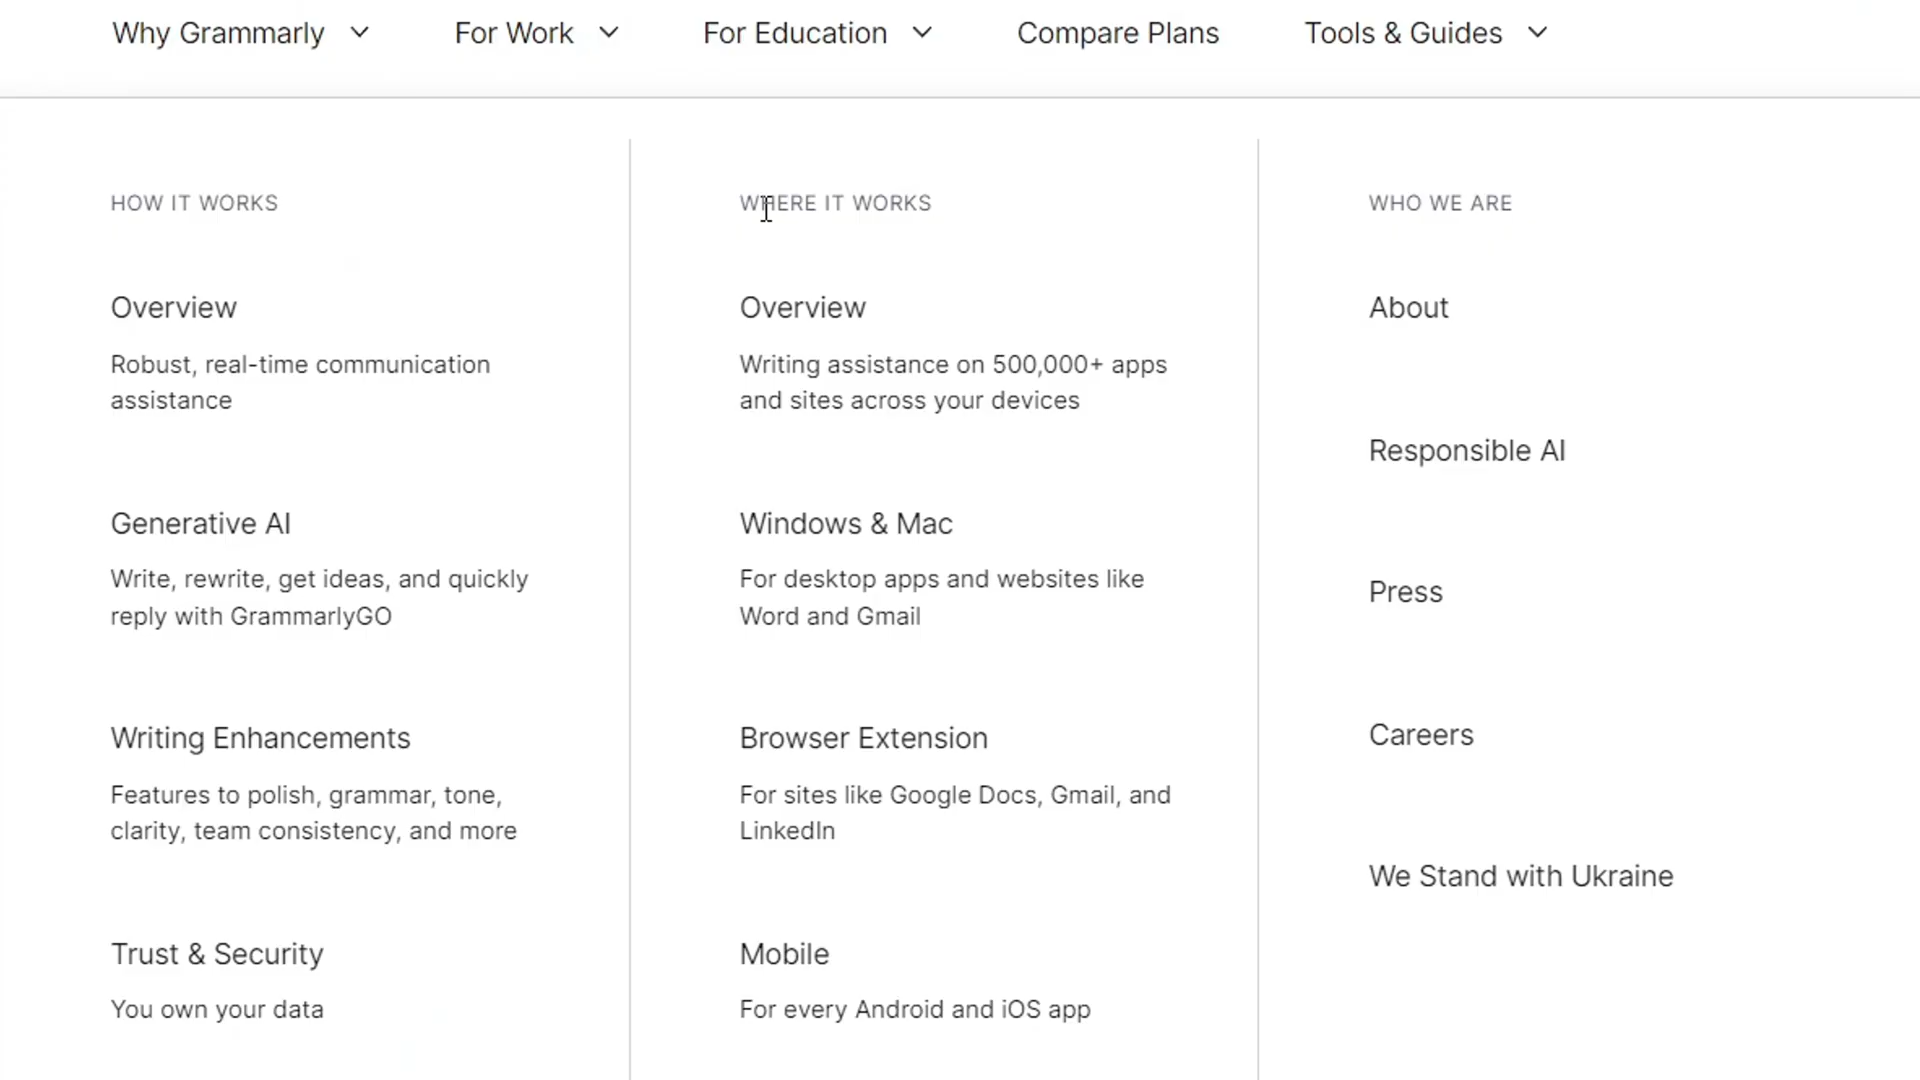 Why Grammarly For Work For Education Compare Plans Tools & Guides
HOW IT WORKS
Overview
Robust, real-time communication
assistance
Generative AI
Write, rewrite, get ideas, and quickly
reply with GrammarlyGO
Writing Enhancements
Features to polish, grammar, tone,
clarity, team consistency, and more
Trust & Security
You own your data
WHERE IT WORKS
Overview
Writing assistance on 500,000+ apps
and sites across your devices
Windows & Mac
For desktop apps and websites like
Word and Gmail
Browser Extension
For sites like Google Docs, Gmail, and
LinkedIn
Mobile
For every Android and iOS app
WHO WE ARE
About
Responsible AI
Press
Careers
We Stand with Ukraine